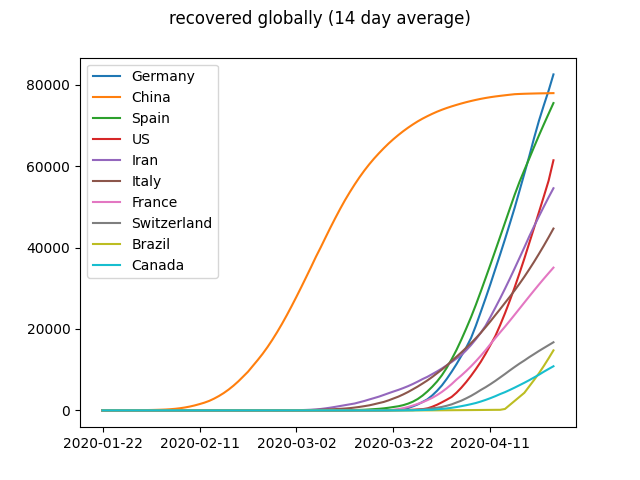 recovered globally (14 day average)
Germany
China
Spain
US
Iran
Italy
France
Switzerland
Brazil
Canada
80000
60000
40000
20000
0
2020-01-22 2020-02-11 2020-03-02 2020-03-22 2020-04-11